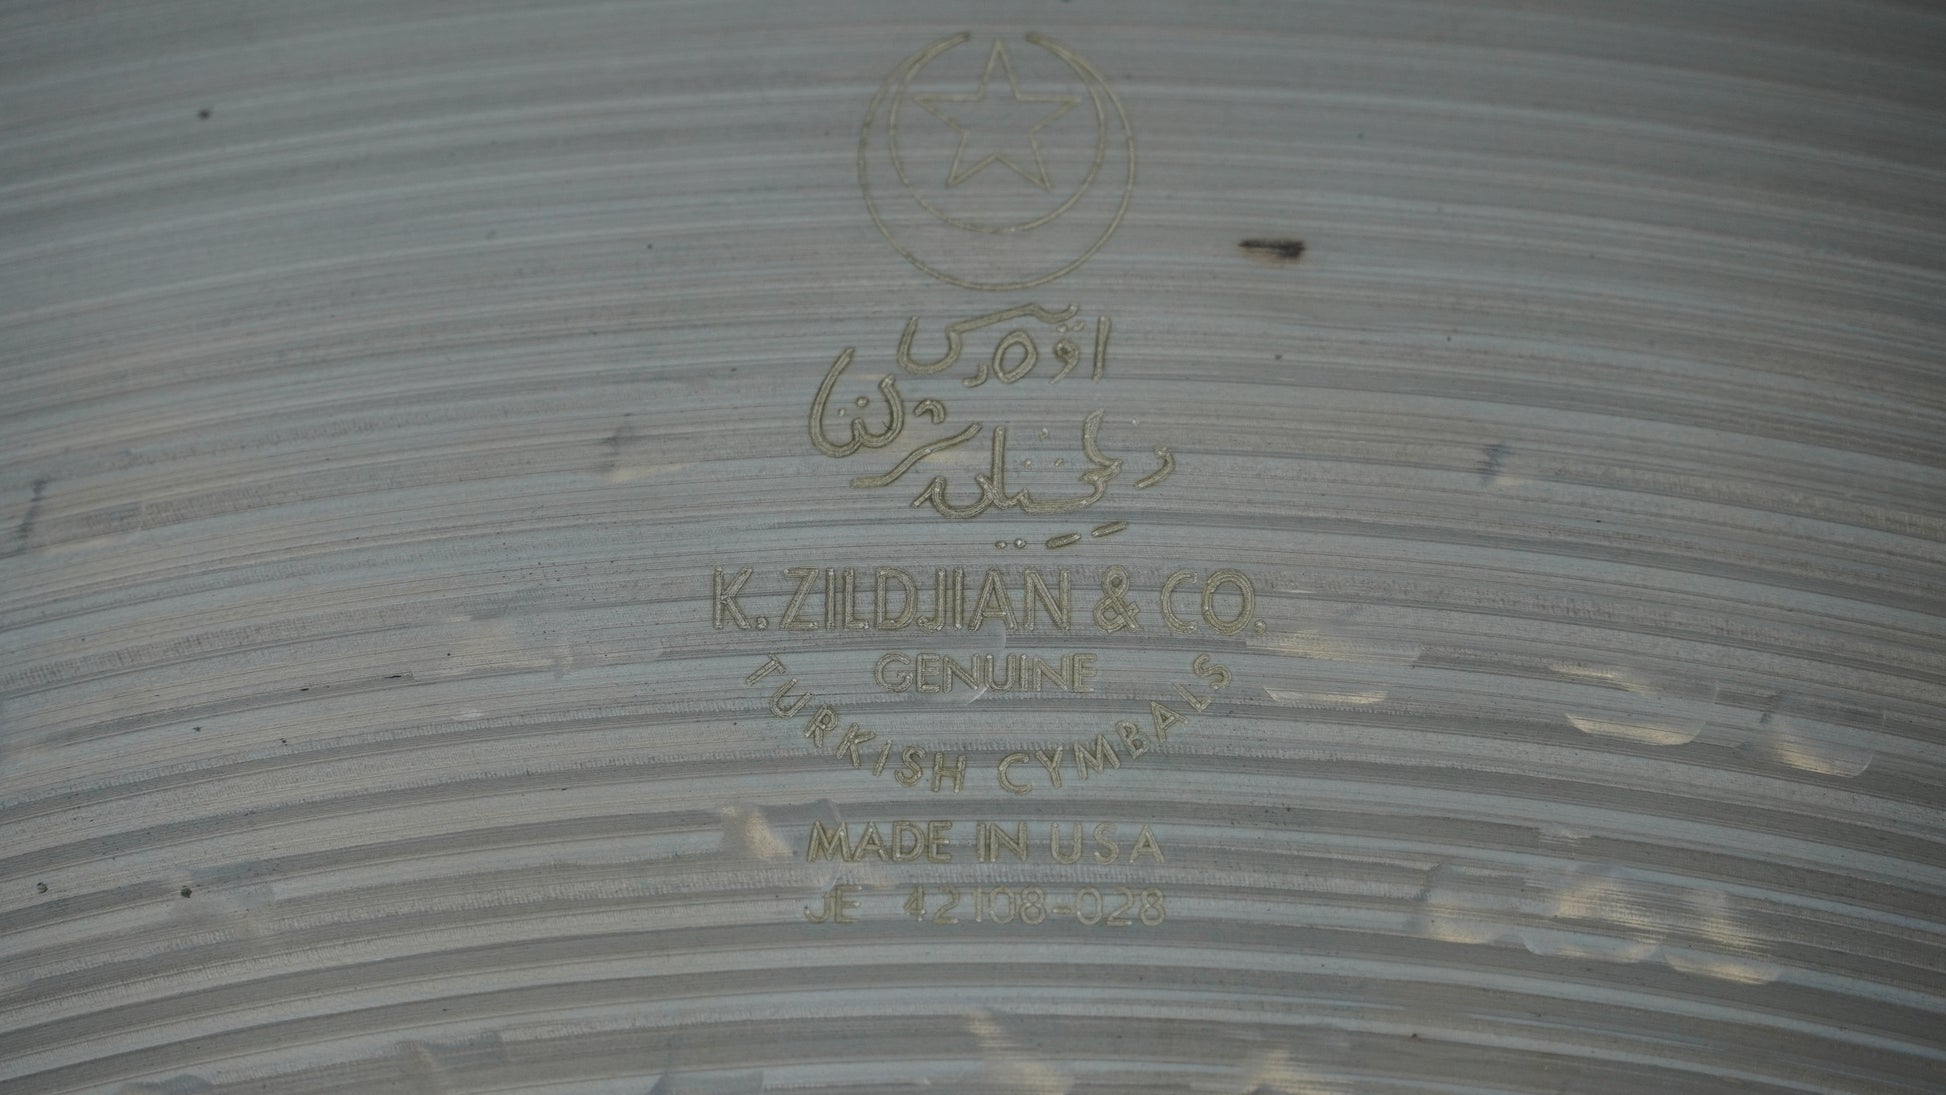 K. ZILDJIAN & CO.
GENUINE
TURKISH CYMBALS
MADE IN USA
JE 42108-028